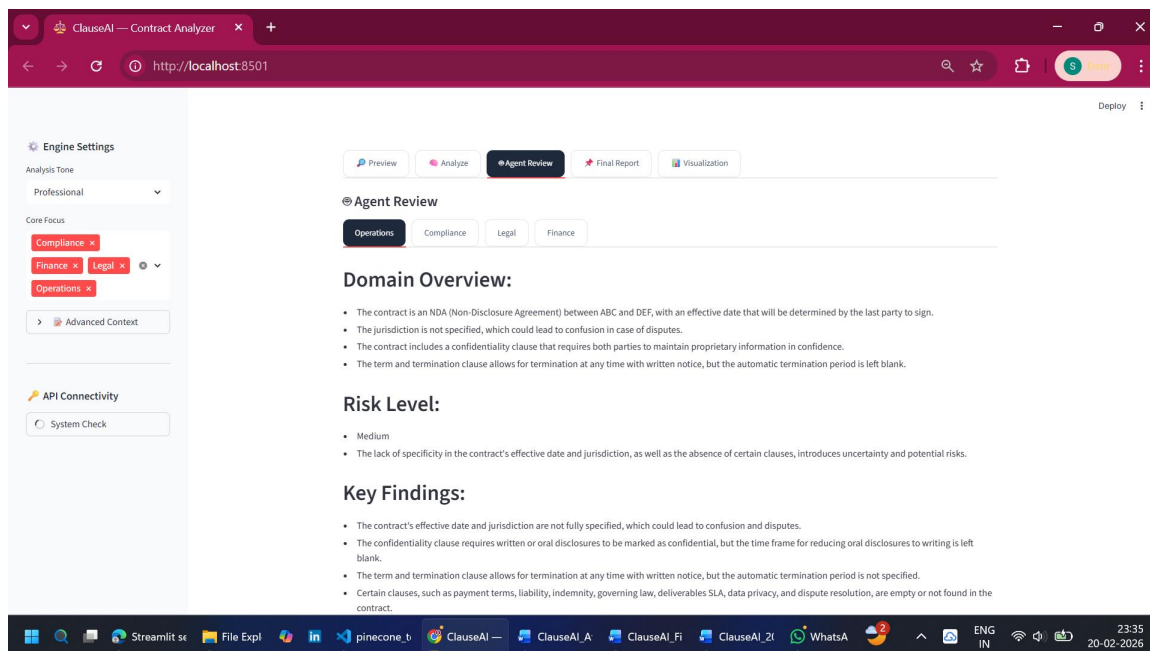 ClauseAI — Contract Analyzer
http://localhost:8501
S
Deploy
Engine Settings
Analysis Tone
Professional
Core Focus
Compliance ×
Finance ×
Legal ×
Operations ×
Advanced Context
API Connectivity
System Check
Preview
Analyze
Agent Review
Final Report
Visualization
Agent Review
Operations
Compliance
Legal
Finance
Domain Overview:
• The contract is an NDA (Non-Disclosure Agreement) between ABC and DEF, with an effective date that will be determined by the last party to sign.
• The jurisdiction is not specified, which could lead to confusion in case of disputes.
• The contract includes a confidentiality clause that requires both parties to maintain proprietary information in confidence.
• The term and termination clause allows for termination at any time with written notice, but the automatic termination period is left blank.
Risk Level:
• Medium
• The lack of specificity in the contract's effective date and jurisdiction, as well as the absence of certain clauses, introduces uncertainty and potential risks.
Key Findings:
• The contract's effective date and jurisdiction are not fully specified, which could lead to confusion and disputes.
• The confidentiality clause requires written or oral disclosures to be marked as confidential, but the time frame for reducing oral disclosures to writing is left
blank.
• The term and termination clause allows for termination at any time with written notice, but the automatic termination period is not specified.
• Certain clauses, such as payment terms, liability, indemnity, governing law, deliverables SLA, data privacy, and dispute resolution, are empty or not found in the
contract.
Streamlit se
File Expl
in
pinecone_t
ClauseAI —
ClauseAI_A
ClauseAI_Fi
ClauseAI_2(
WhatsA
2
ENG
IN
23:35
20-02-2026